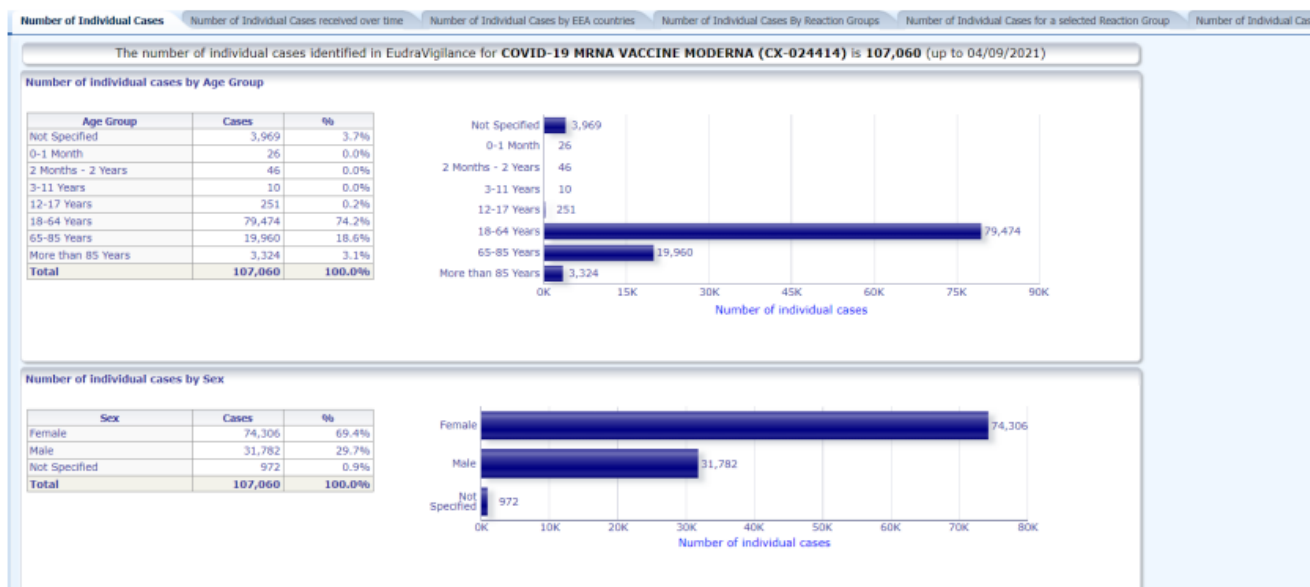 Number of Individual Cases Number of Individual Cases received over time Number of Individual Cases by EEA countries Number of Individual Cases By Reaction Groups Number of Individual Cases for a selected Reaction Group Number of Individual Cas
The number of individual cases identified in EudraVigilance for COVID-19 MRNA VACCINE MODERNA (CX-024414) is 107,060 (up to 04/09/2021)
Number of individual cases by Age Group
Age Group Cases %
Not Specified 3,969 3.7%
0-1 Month 26 0.0%
2 Months - 2 Years 46 0.0%
3-11 Years 10 0.0%
12-17 Years 251 0.2%
18-64 Years 79,474 74.2%
65-85 Years 19,960 18.6%
More than 85 Years 3,324 3.1%
Total 107,060 100.0%
Not Specified 3,969
0-1 Month 26
2 Months - 2 Years 46
3-11 Years 10
12-17 Years 251
18-64 Years 79,474
65-85 Years 19,960
More than 85 Years 3,324
0K 15K 30K 45K 60K 75K 90K
Number of individual cases
Number of individual cases by Sex
Sex Cases %
Female 74,306 69.4%
Male 31,782 29.7%
Not Specified 972 0.9%
Total 107,060 100.0%
Female 74,306
Male 31,782
Not
Specified 972
0K 10K 20K 30K 40K 50K 60K 70K 80K
Number of individual cases